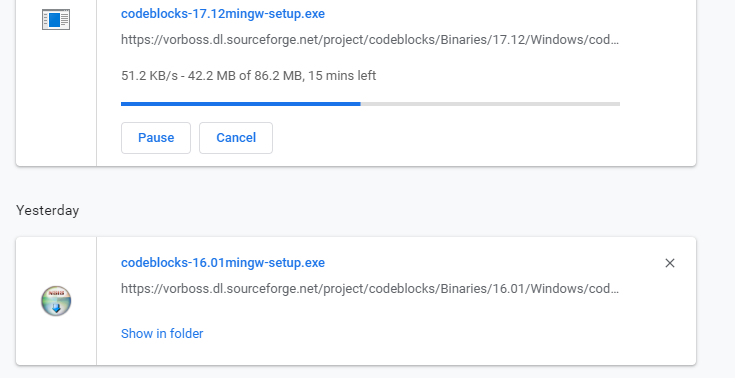 codeblocks-17.12mingw-setup.exe
https://vorboss.dl.sourceforge.net/project/codeblocks/Binaries/17.12/Windows/cod…
51.2 KB/s - 42.2 MB of 86.2 MB, 15 mins left
Pause Cancel
Yesterday
codeblocks-16.01mingw-setup.exe
https://vorboss.dl.sourceforge.net/project/codeblocks/Binaries/16.01/Windows/cod…
Show in folder